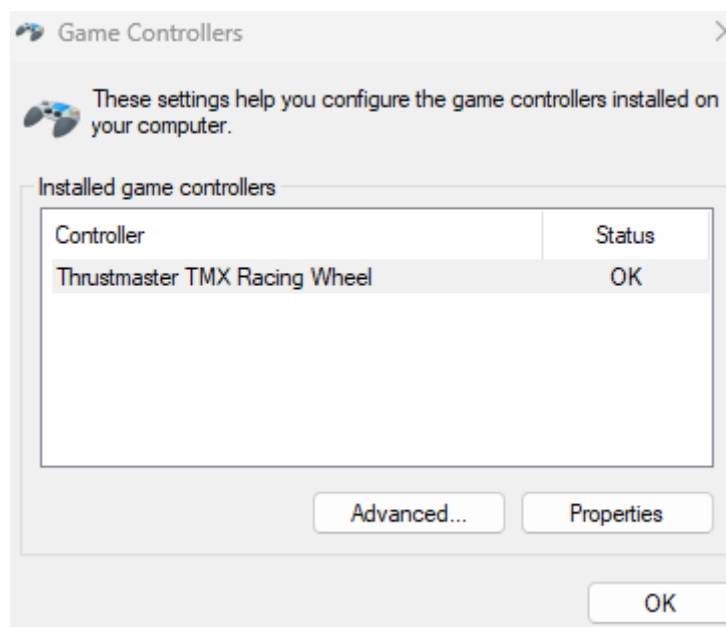 Game Controllers
These settings help you configure the game controllers installed on
your computer.
Installed game controllers
Controller Status
Thrustmaster TMX Racing Wheel OK
Advanced... Properties
OK